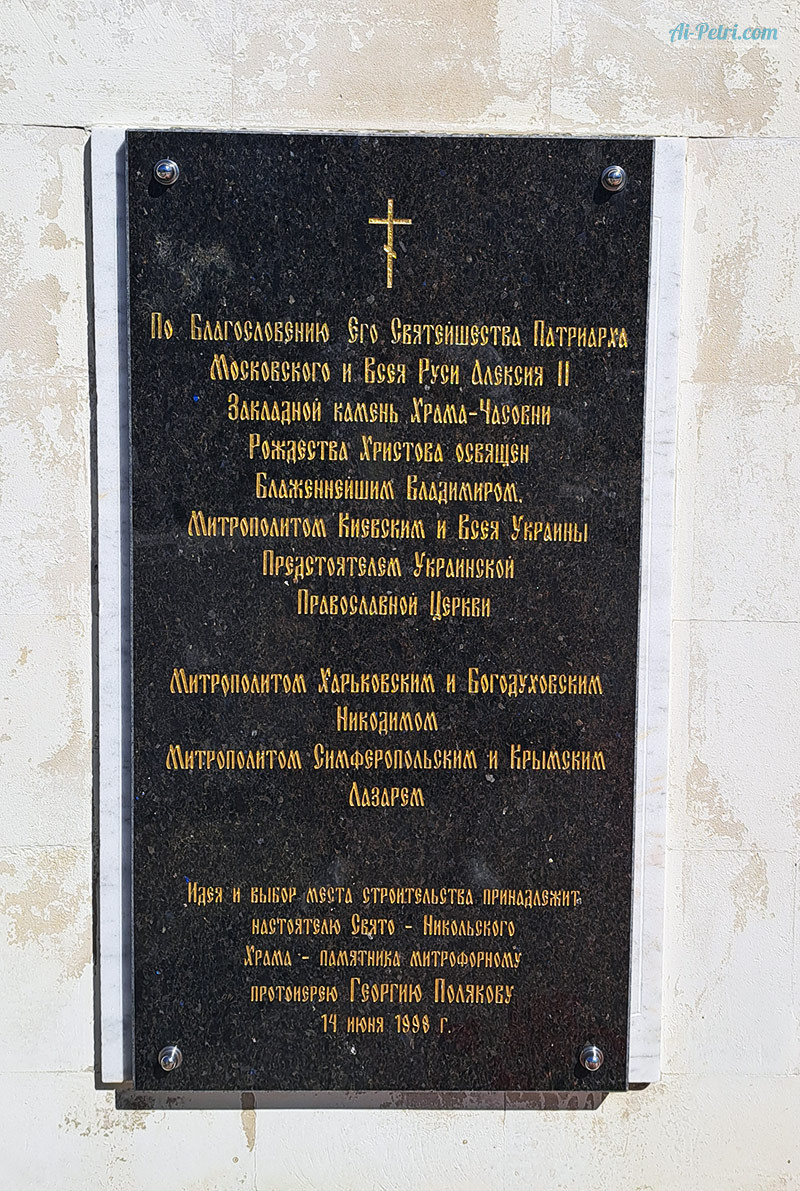 Ai-Petri.com
По Благословению Его Святейшества Патриарха
Московского и Всея Руси Алексия II
Закладной камень Храма-Часовни
Рождества Христова освящен
Блаженнейшим Владимиром,
Митрополитом Киевским и Всея Украины
Предстоятелем Украинской
Православной Церкви
Митрополитом Харьковским и Богодуховским
Никодимом
Митрополитом Симферопольским и Крымским
Лазарем
Идея и выбор места строительства принадлежит
настоятелю Свято - Никольского
Храма - памятника митрофорному
протоиерею Георгию Полякову
14 июня 1998 г.